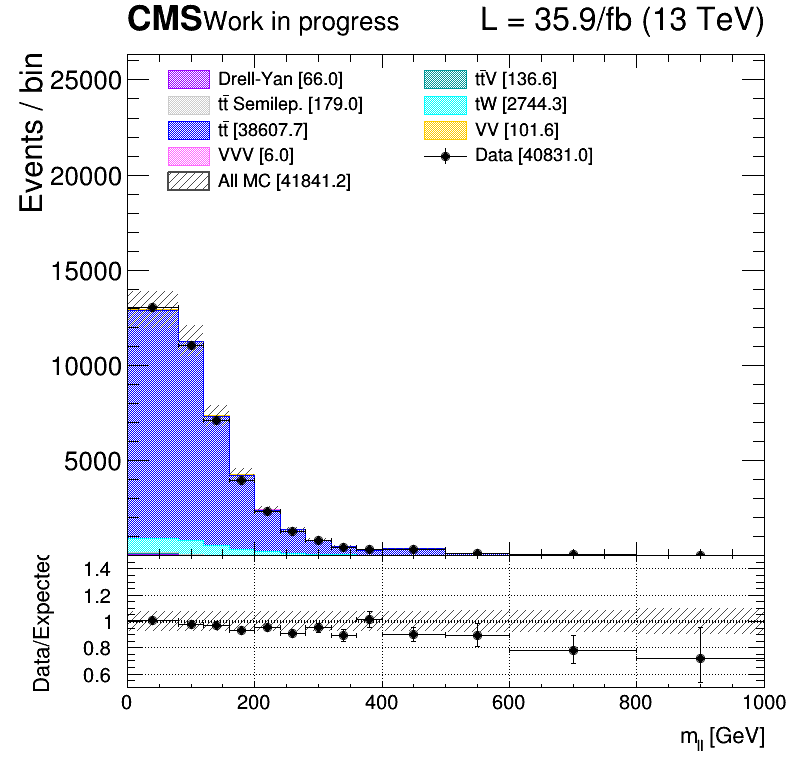 CMS Work in progress L = 35.9/fb (13 TeV)
Events / bin
25000
20000
15000
10000
5000
Drell-Yan [66.0]
tt̄ Semilep. [179.0]
tt̄ [38607.7]
VVV [6.0]
All MC [41841.2]
tt̄V [136.6]
tW [2744.3]
VV [101.6]
Data [40831.0]
Data/Expected
1.4
1.2
1
0.8
0.6
0 200 400 600 800 1000
m_ll [GeV]